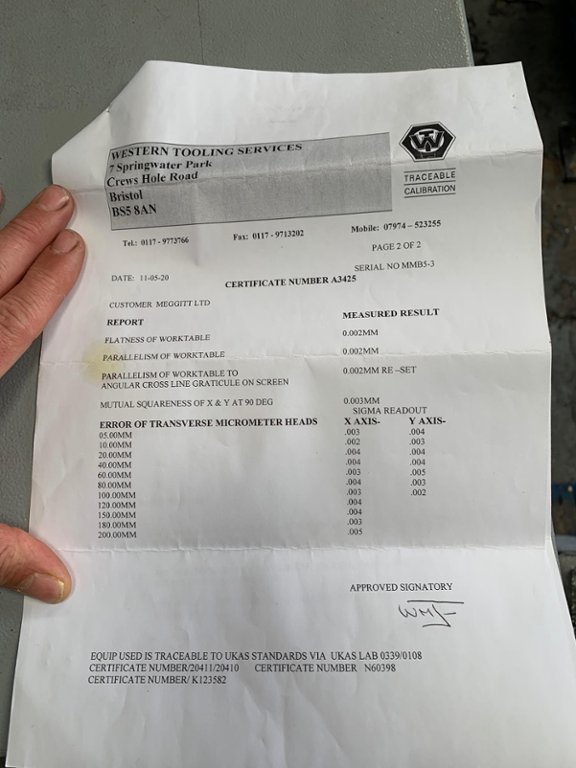 WESTERN TOOLING SERVICES
7 Springwater Park
Crews Hole Road
Bristol
BS5 8AN
TW
TRACEABLE
CALIBRATION
Tel.: 0117 - 9773766 Fax: 0117 - 9713202 Mobile: 07974 – 523255
PAGE 2 OF 2
DATE: 11-05-20 SERIAL NO MMB5-3
CERTIFICATE NUMBER A3425
CUSTOMER MEGGITT LTD
REPORT MEASURED RESULT
FLATNESS OF WORKTABLE 0.002MM
PARALLELISM OF WORKTABLE 0.002MM
PARALLELISM OF WORKTABLE TO 0.002MM RE –SET
ANGULAR CROSS LINE GRATICULE ON SCREEN
MUTUAL SQUARENESS OF X & Y AT 90 DEG 0.003MM
SIGMA READOUT
ERROR OF TRANSVERSE MICROMETER HEADS X AXIS- Y AXIS-
05.00MM .003 .004
10.00MM .002 .003
20.00MM .004 .004
40.00MM .004 .004
60.00MM .003 .005
80.00MM .004 .003
100.00MM .003 .002
120.00MM .004
150.00MM .004
180.00MM .003
200.00MM .005
APPROVED SIGNATORY
EQUIP USED IS TRACEABLE TO UKAS STANDARDS VIA UKAS LAB 0339/0108
CERTIFICATE NUMBER/20411/20410 CERTIFICATE NUMBER N60398
CERTIFICATE NUMBER/ K123582